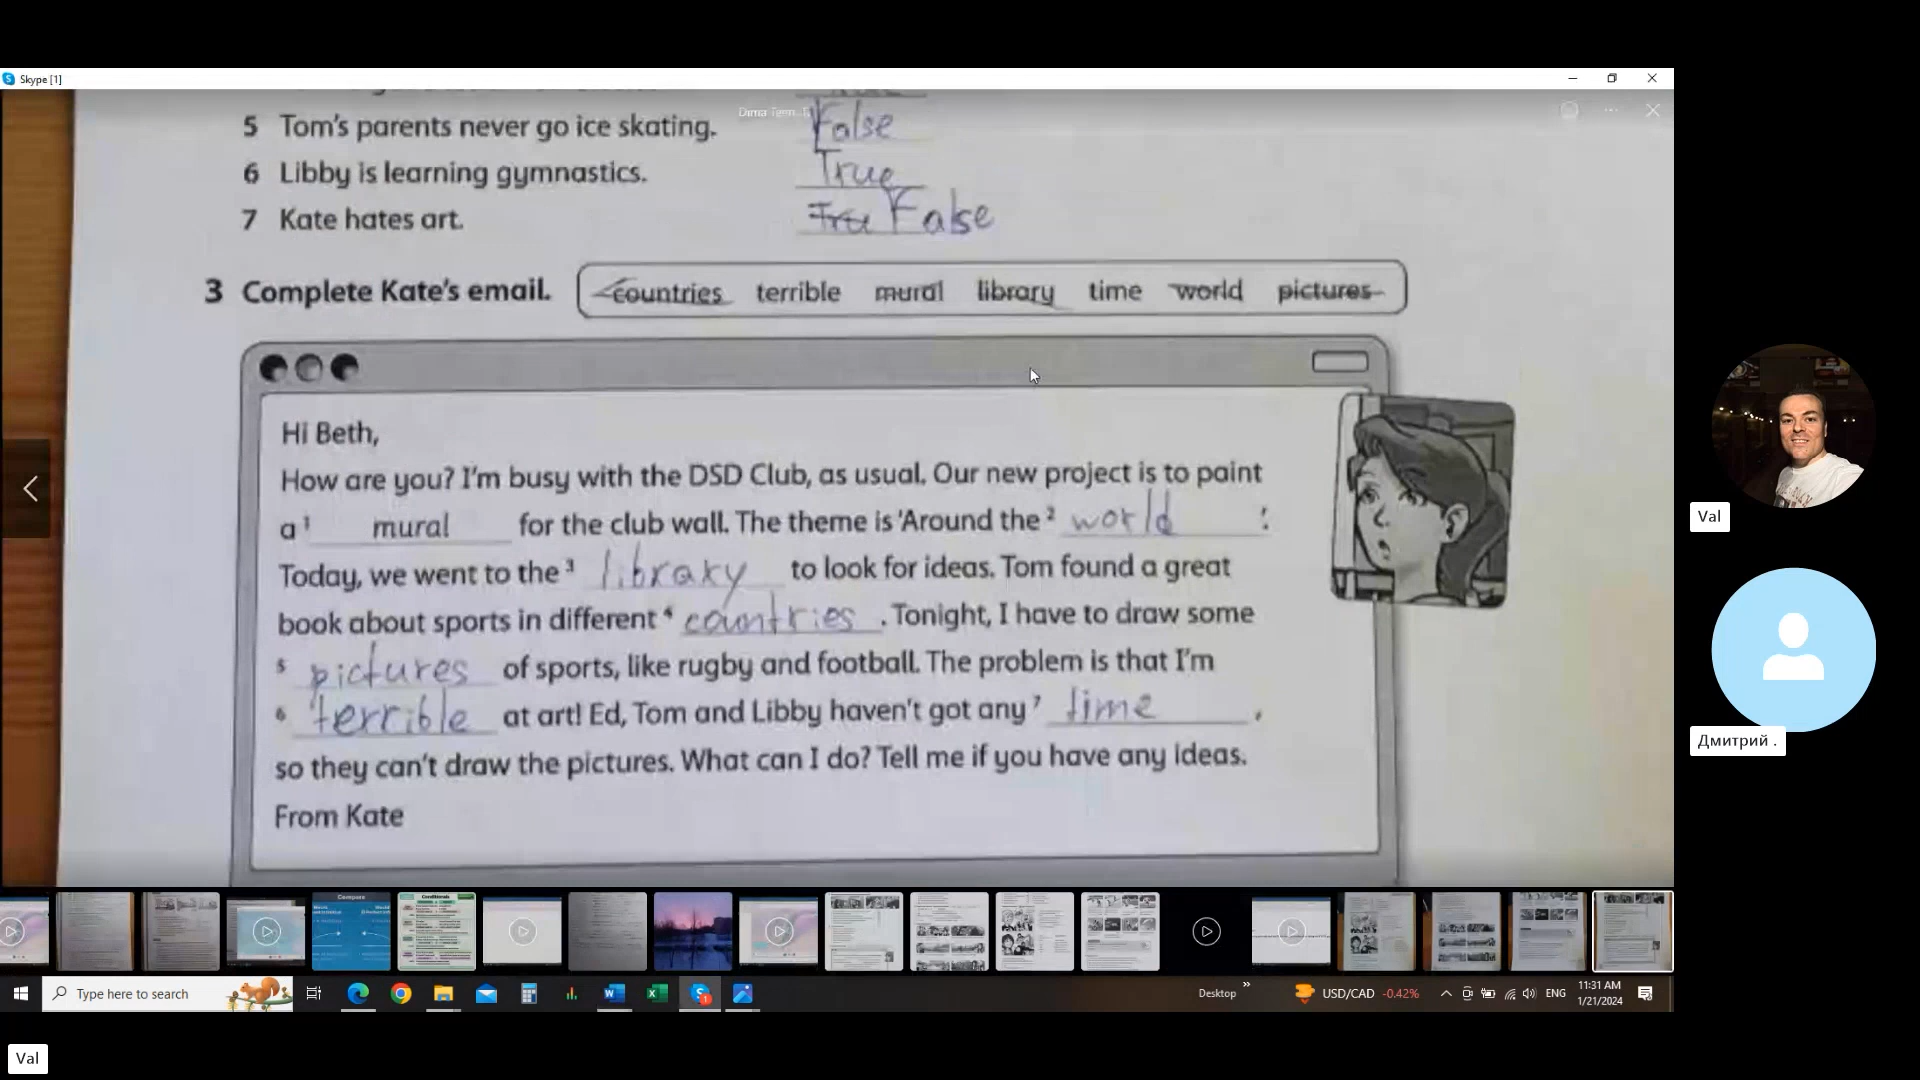 Skype [1]
5 Tom's parents never go ice skating. False
6 Libby is learning gymnastics. True
7 Kate hates art. Tru False
3 Complete Kate's email. countries terrible mural library time world pictures
Hi Beth,
How are you? I'm busy with the DSD Club, as usual. Our new project is to paint
a 1 mural for the club wall. The theme is 'Around the 2 world '.
Today, we went to the 3 library to look for ideas. Tom found a great
book about sports in different 4 countries . Tonight, I have to draw some
5 pictures of sports, like rugby and football. The problem is that I'm
6 terrible at art! Ed, Tom and Libby haven't got any 7 time ,
so they can't draw the pictures. What can I do? Tell me if you have any ideas.
From Kate
Val
Дмитрий .
Type here to search
Desktop
USD/CAD -0.42%
ENG
11:31 AM
1/21/2024
Val